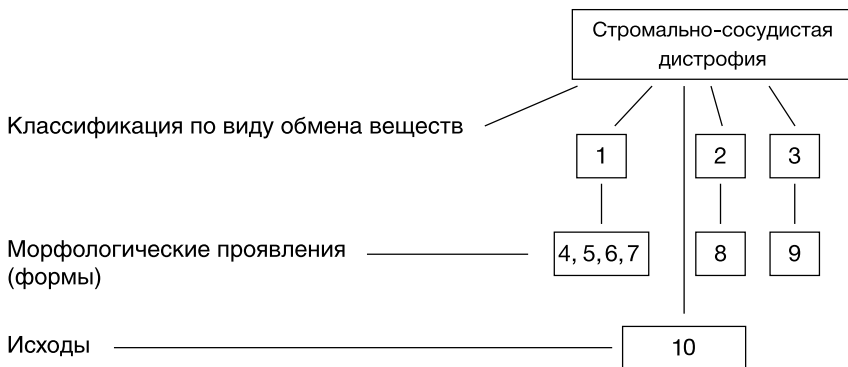 Стромально-сосудистая
дистрофия
Классификация по виду обмена веществ
1 2 3
Морфологические проявления
(формы)
4, 5, 6, 7 8 9
Исходы
10